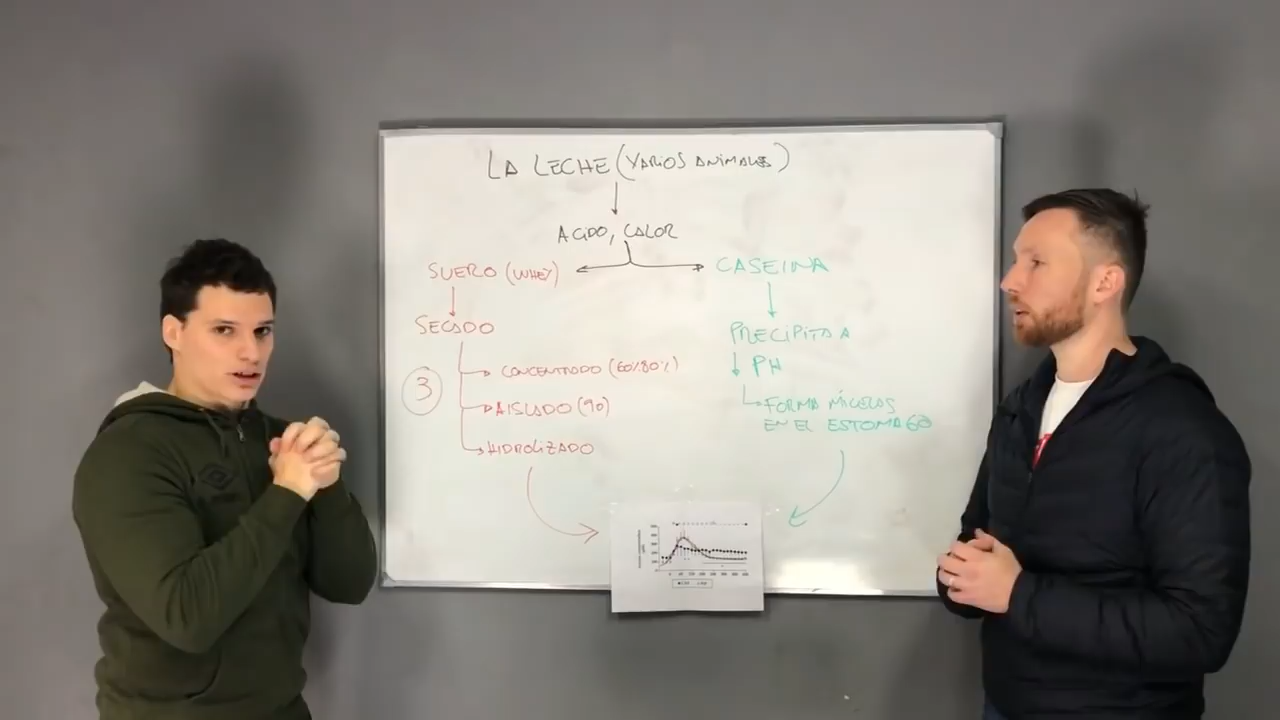 LA LECHE (VARIOS ANIMALES)
ACIDO, CALOR
SUERO (WHEY)
CASEINA
SECADO
3
CONCENTRADO (60%80%)
AISLADO (90)
HIDROLIZADO
PRECIPITA A
↓ PH
FORMA MICELAS
EN EL ESTOMAGO